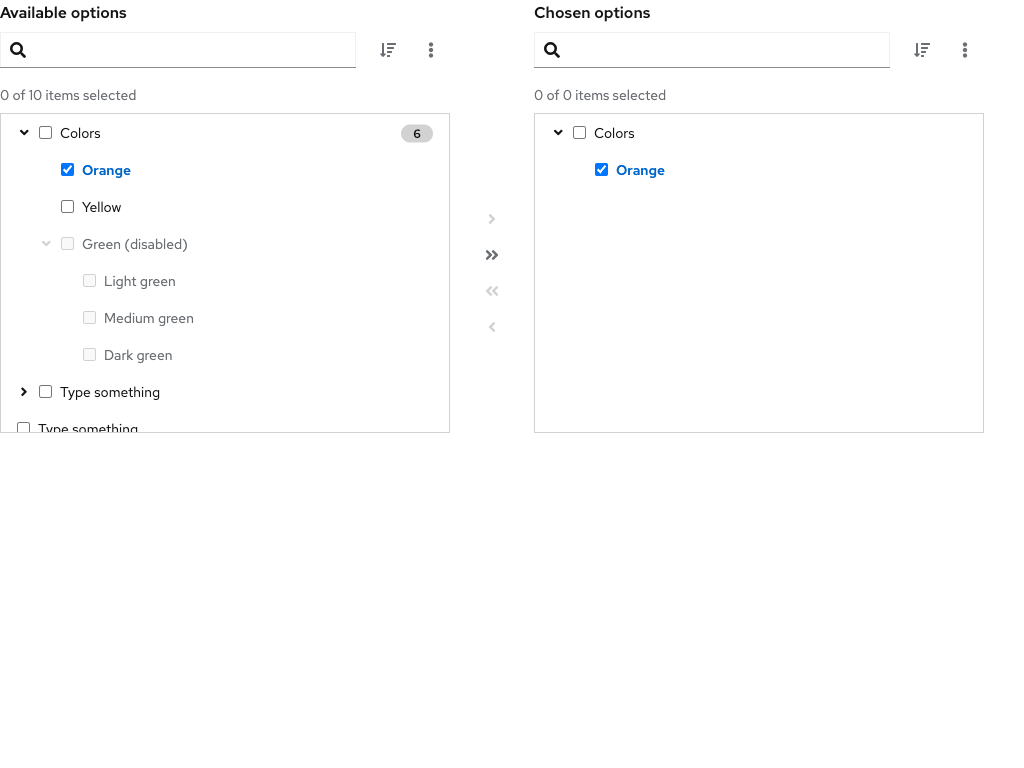 Available options
0 of 10 items selected
Colors 6
Orange
Yellow
Green (disabled)
Light green
Medium green
Dark green
Type something
Type something
Chosen options
0 of 0 items selected
Colors
Orange